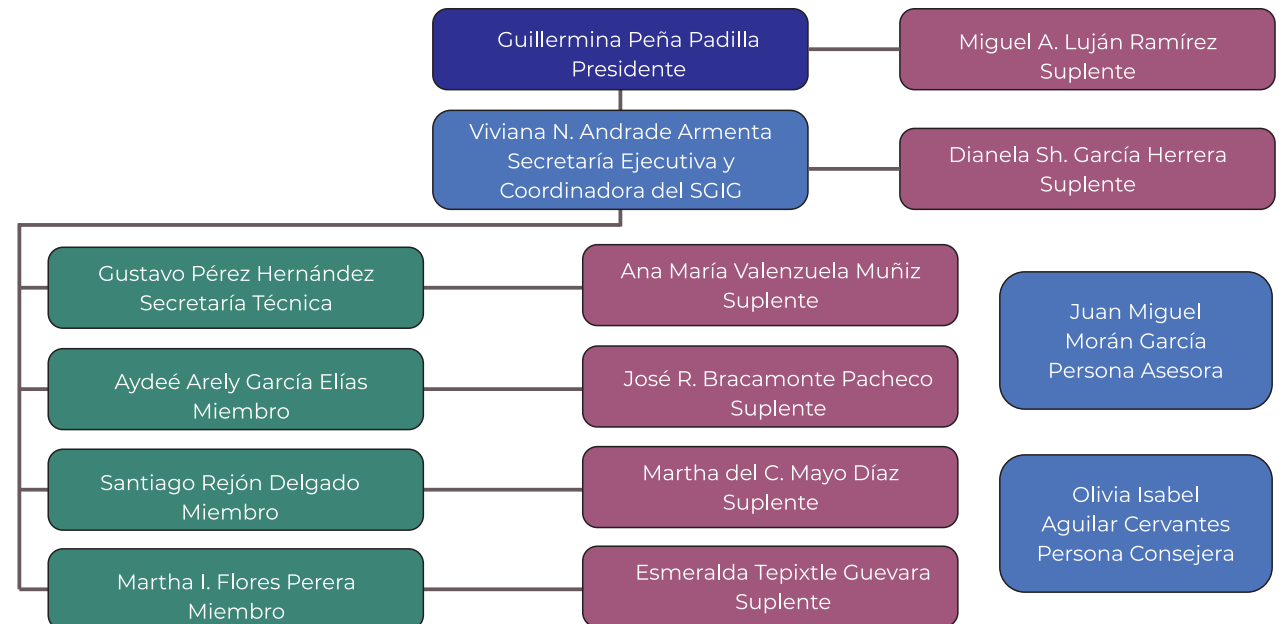 Guillermina Peña Padilla
Presidente
Miguel A. Luján Ramírez
Suplente
Viviana N. Andrade Armenta
Secretaría Ejecutiva y
Coordinadora del SGIG
Dianela Sh. García Herrera
Suplente
Gustavo Pérez Hernández
Secretaría Técnica
Ana María Valenzuela Muñiz
Suplente
Aydeé Arely García Elías
Miembro
José R. Bracamonte Pacheco
Suplente
Santiago Rejón Delgado
Miembro
Martha del C. Mayo Díaz
Suplente
Martha I. Flores Perera
Miembro
Esmeralda Tepixtle Guevara
Suplente
Juan Miguel
Morán García
Persona Asesora
Olivia Isabel
Aguilar Cervantes
Persona Consejera